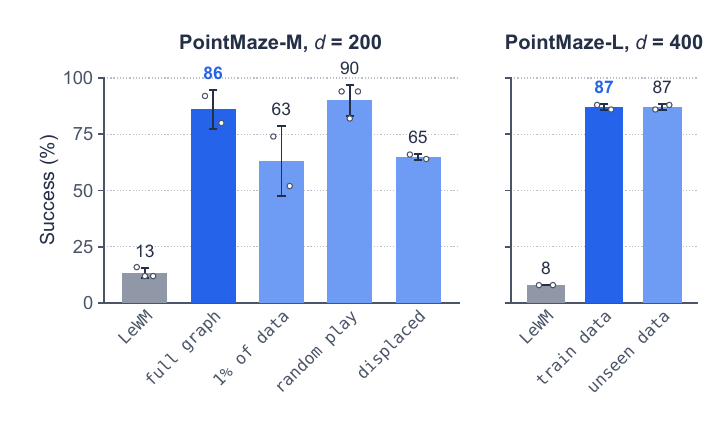 PointMaze-M, d = 200
PointMaze-L, d = 400
Success (%)
100
75
50
25
0
13
86
63
90
65
8
87
87
LeWM
full graph
1% of data
random play
displaced
LeWM
train data
unseen data